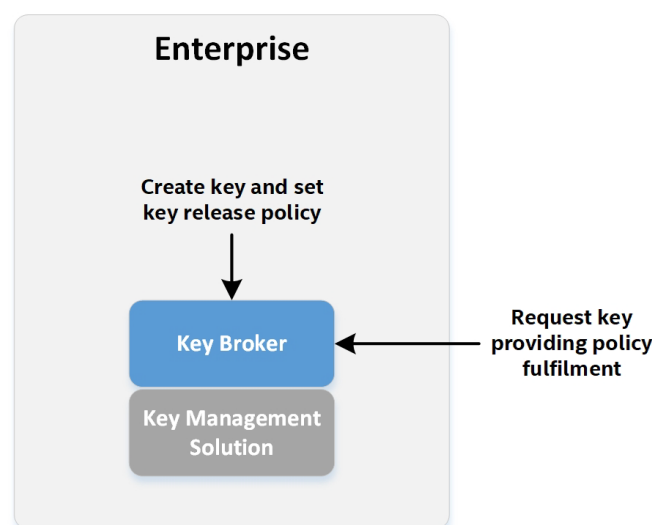 Enterprise
Create key and set
key release policy
Key Broker
Request key
providing policy
fulfilment
Key Management
Solution